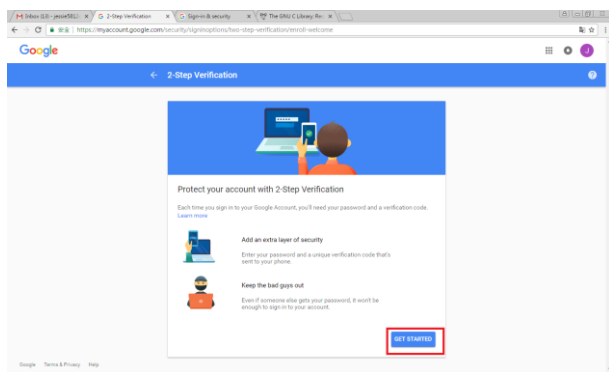 2-Step Verification
Sign-in & security
https://myaccount.google.com/security/signinoptions/two-step-verification/enroll-welcome
Google
J
2-Step Verification
Protect your account with 2-Step Verification
Each time you sign in to your Google Account, you'll need your password and a verification code.
Learn more
Add an extra layer of security
Enter your password and a unique verification code that's
sent to your phone.
Keep the bad guys out
Even if someone else gets your password, it won't be
enough to sign in to your account.
GET STARTED
Google Terms & Privacy Help